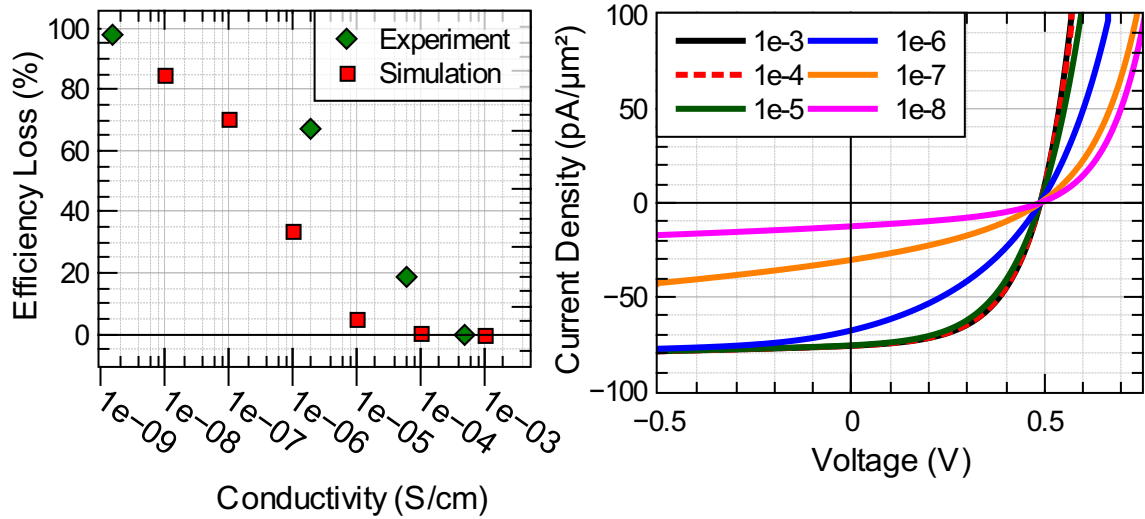 Efficiency Loss (%)
100
80
60
40
20
0
Experiment
Simulation
1e−09
1e−08
1e−07
1e−06
1e−05
1e−04
1e−03
Conductivity (S/cm)
Current Density (pA/µm²)
100
50
0
−50
−100
1e-3
1e-6
1e-4
1e-7
1e-5
1e-8
−0.5
0
0.5
Voltage (V)